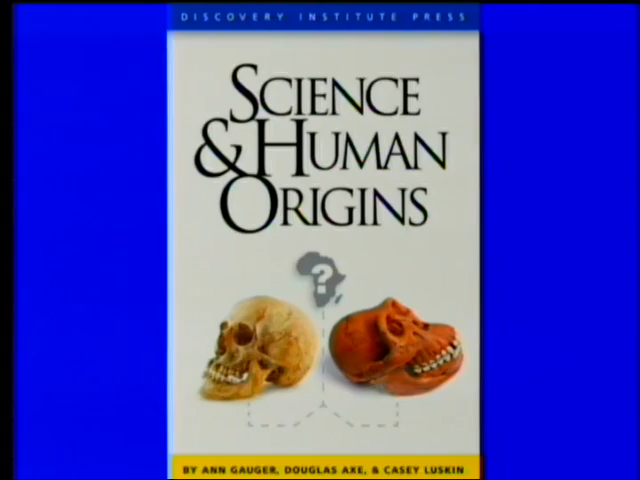 DISCOVERY INSTITUTE PRESS
SCIENCE
& HUMAN
ORIGINS
?
BY ANN GAUGER, DOUGLAS AXE, & CASEY LUSKIN